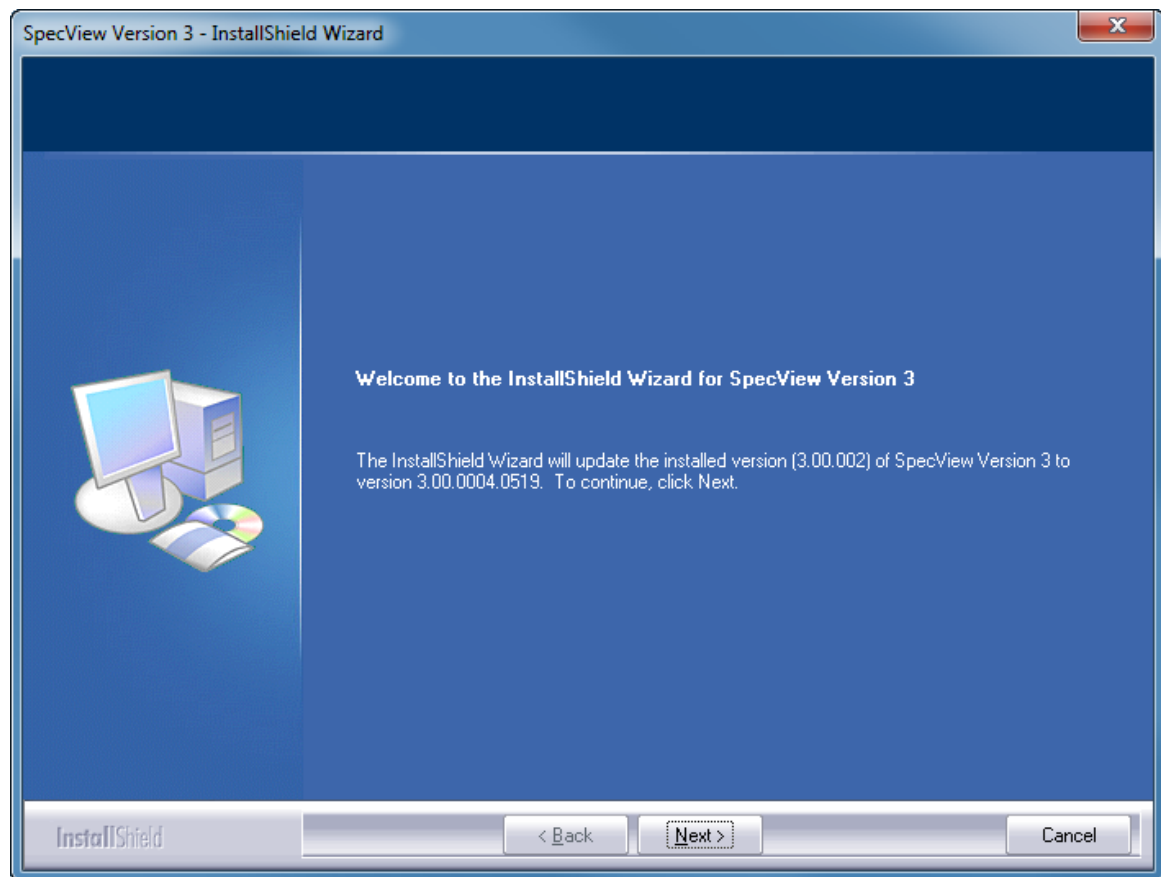 SpecView Version 3 - InstallShield Wizard
Welcome to the InstallShield Wizard for SpecView Version 3
The InstallShield Wizard will update the installed version (3.00.002) of SpecView Version 3 to
version 3.00.0004.0519. To continue, click Next.
InstallShield
< Back
Next >
Cancel